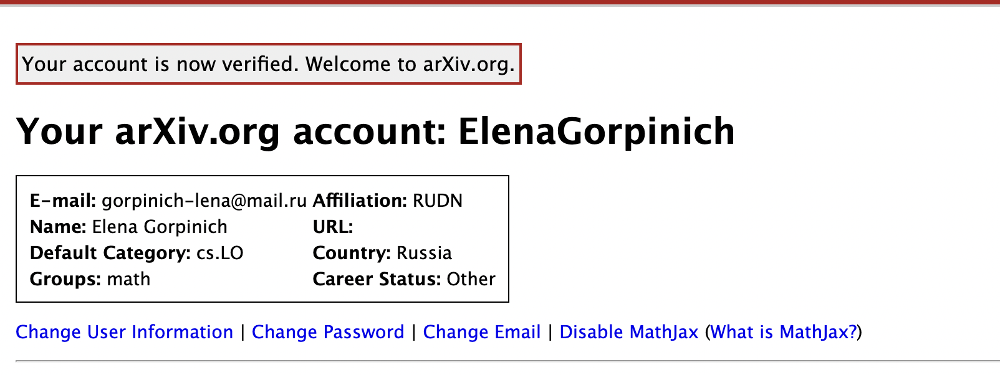 Your account is now verified. Welcome to arXiv.org.
Your arXiv.org account: ElenaGorpinich
E-mail: gorpinich-lena@mail.ru Affiliation: RUDN
Name: Elena Gorpinich URL:
Default Category: cs.LO Country: Russia
Groups: math Career Status: Other
Change User Information | Change Password | Change Email | Disable MathJax (What is MathJax?)